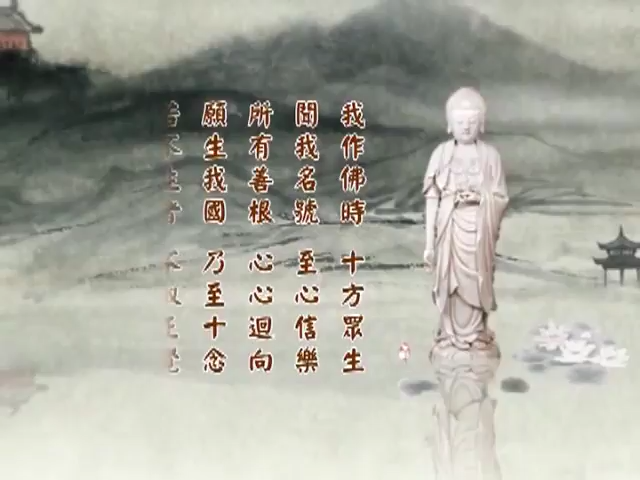 我作佛時 十方眾生
聞我名號 至心信樂
所有善根 心心迴向
願生我國 乃至十念